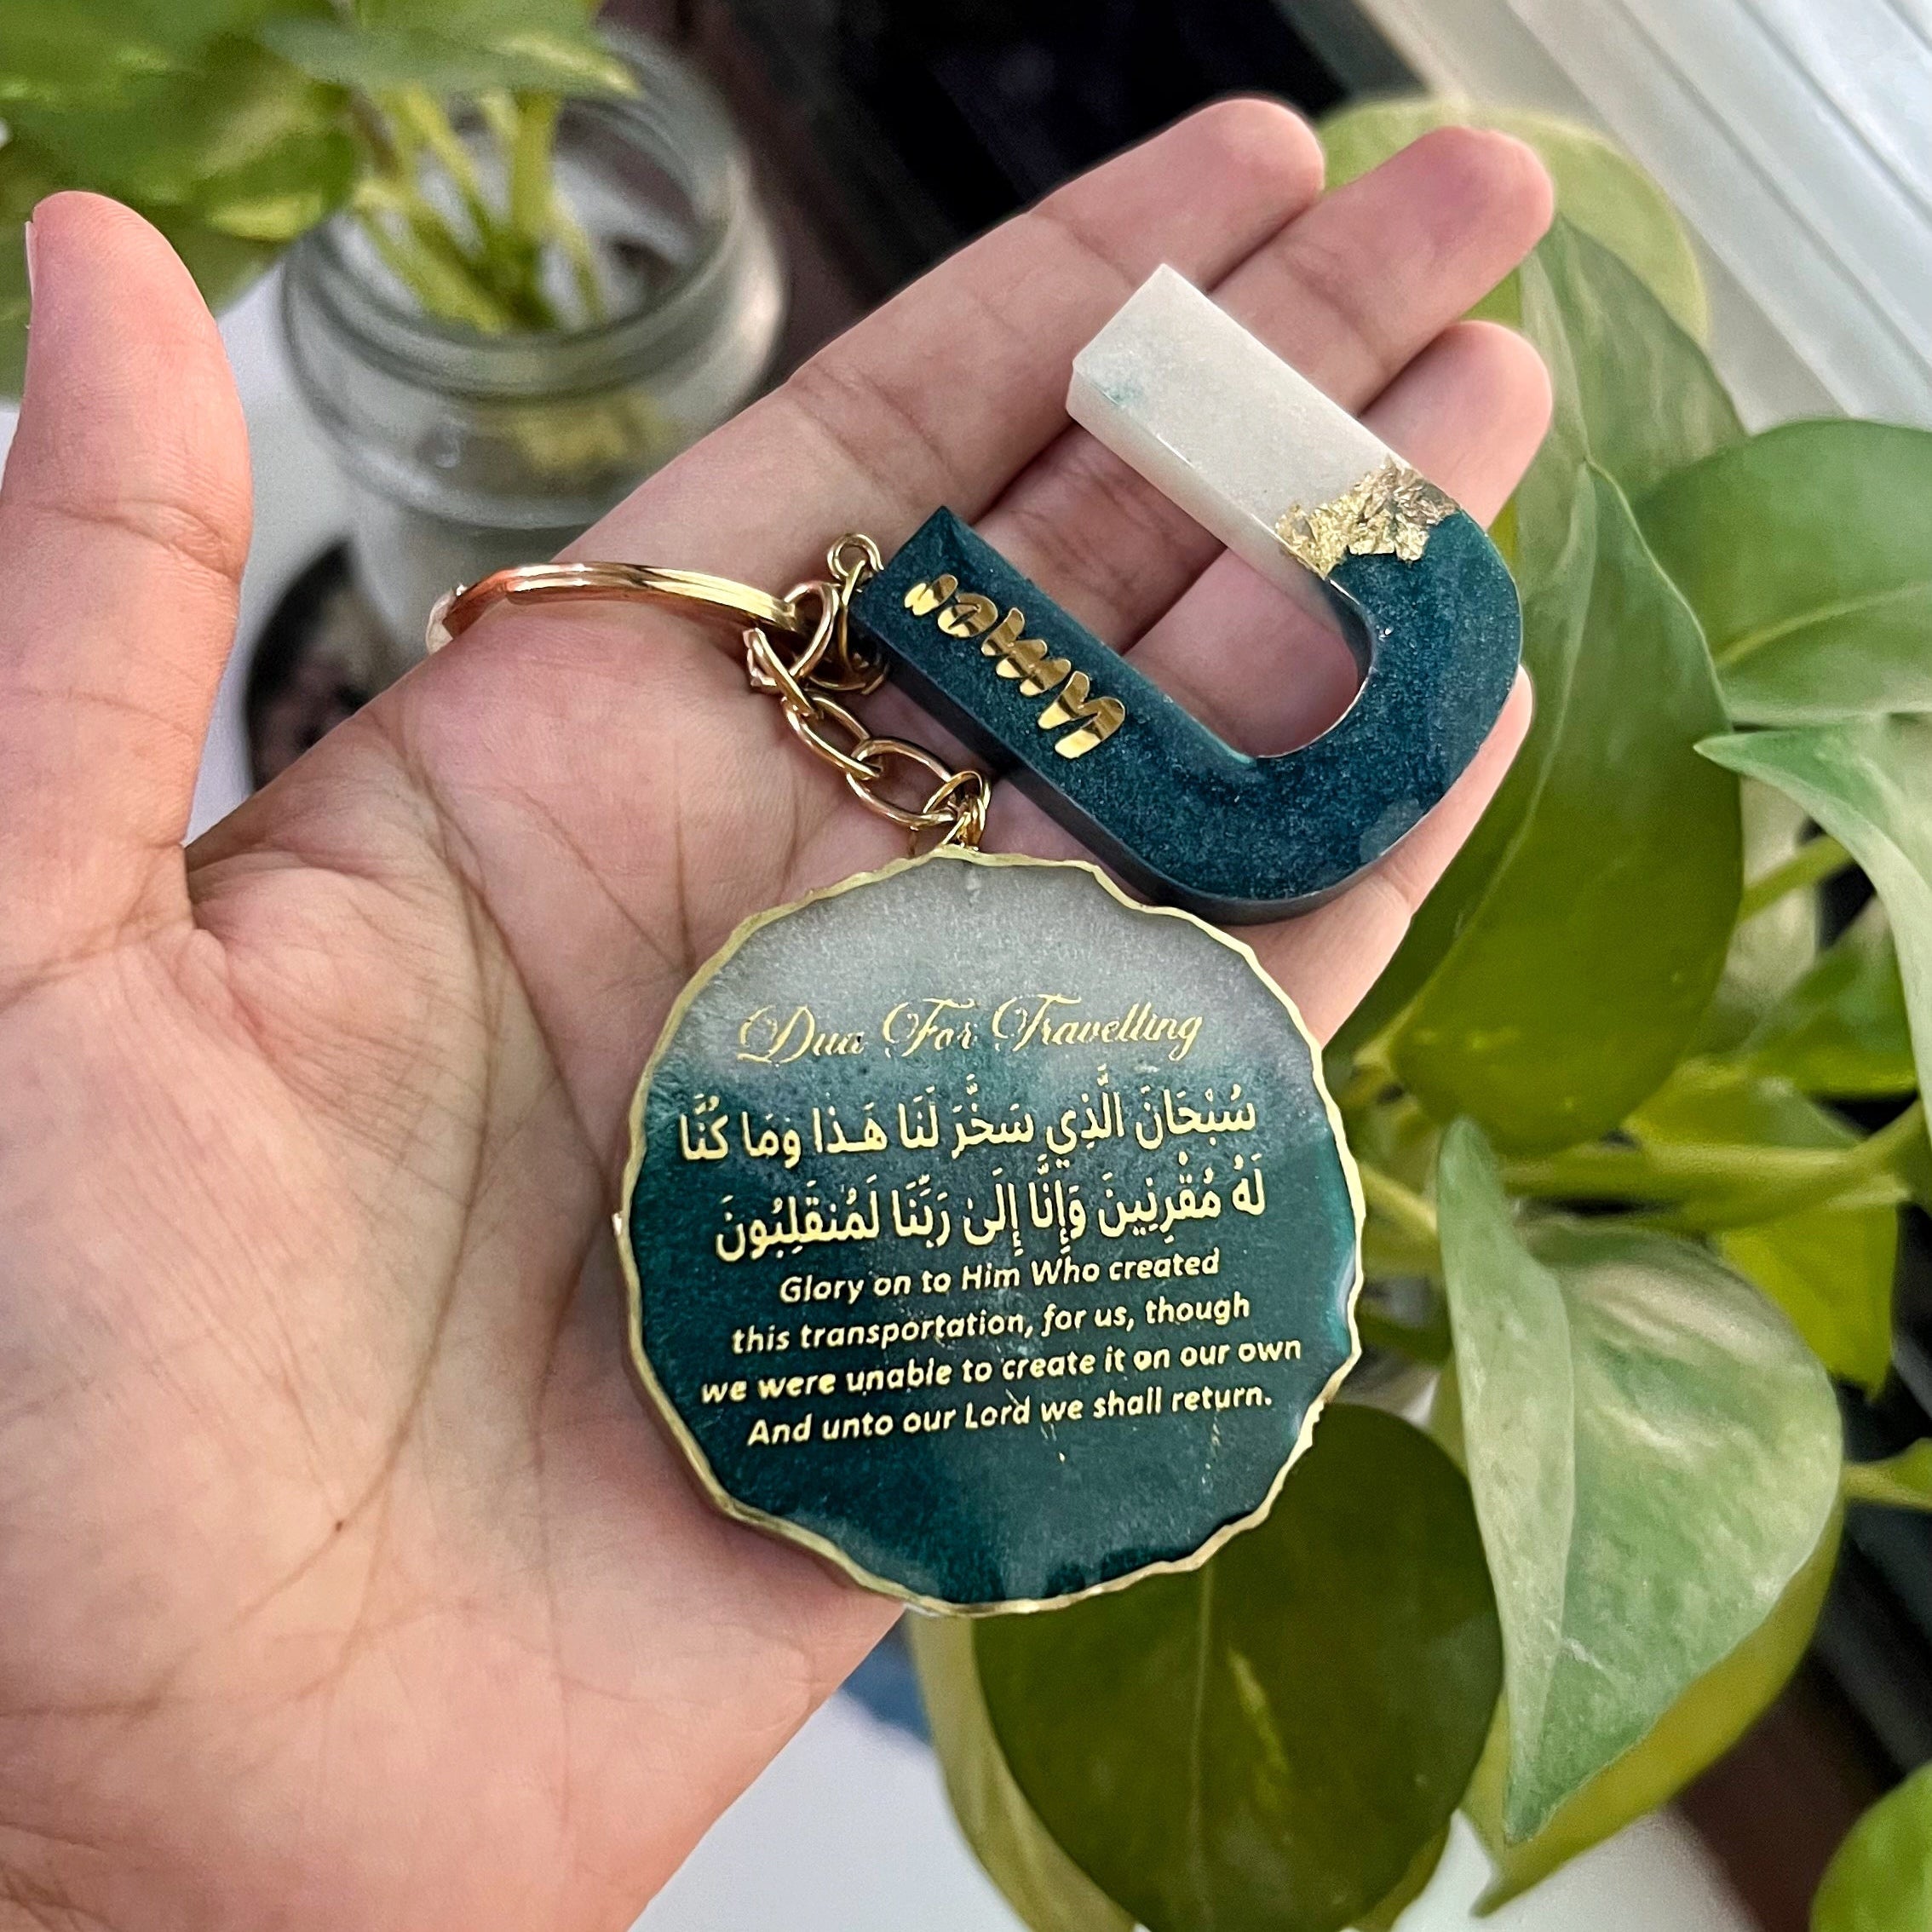 Dua For Travelling
سُبْحَانَ الَّذِي سَخَّرَ لَنَا هَـذَا وَمَا كُنَّا
لَهُ مُقْرِنِينَ وَإِنَّا إِلَىٰ رَبِّنَا لَمُنقَلِبُونَ
Glory on to Him Who created
this transportation, for us, though
we were unable to create it on our own
And unto our Lord we shall return.